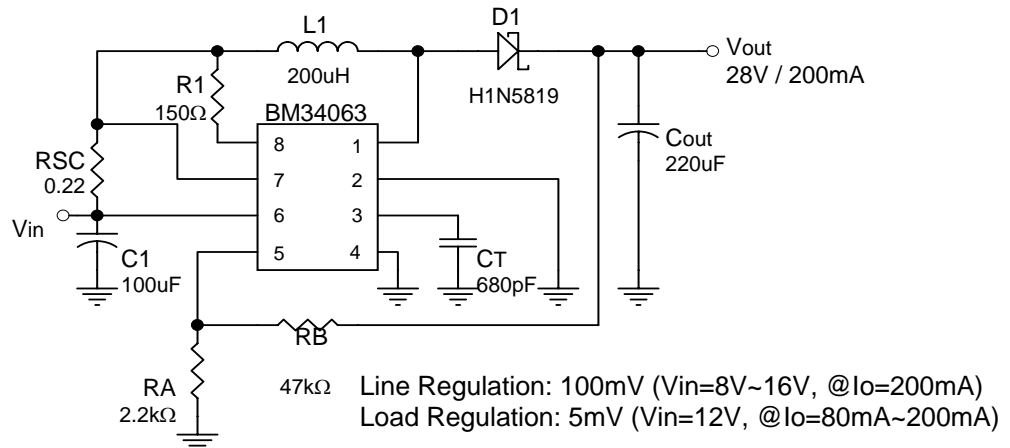 L1
200uH
D1
H1N5819
Vout
28V / 200mA
R1
150Ω
BM34063
8
1
7
2
6
3
5
4
RSC
0.22
Vin
C1
100uF
CT
680pF
Cout
220uF
RB
47kΩ
RA
2.2kΩ
Line Regulation: 100mV (Vin=8V~16V, @Io=200mA)
Load Regulation: 5mV (Vin=12V, @Io=80mA~200mA)